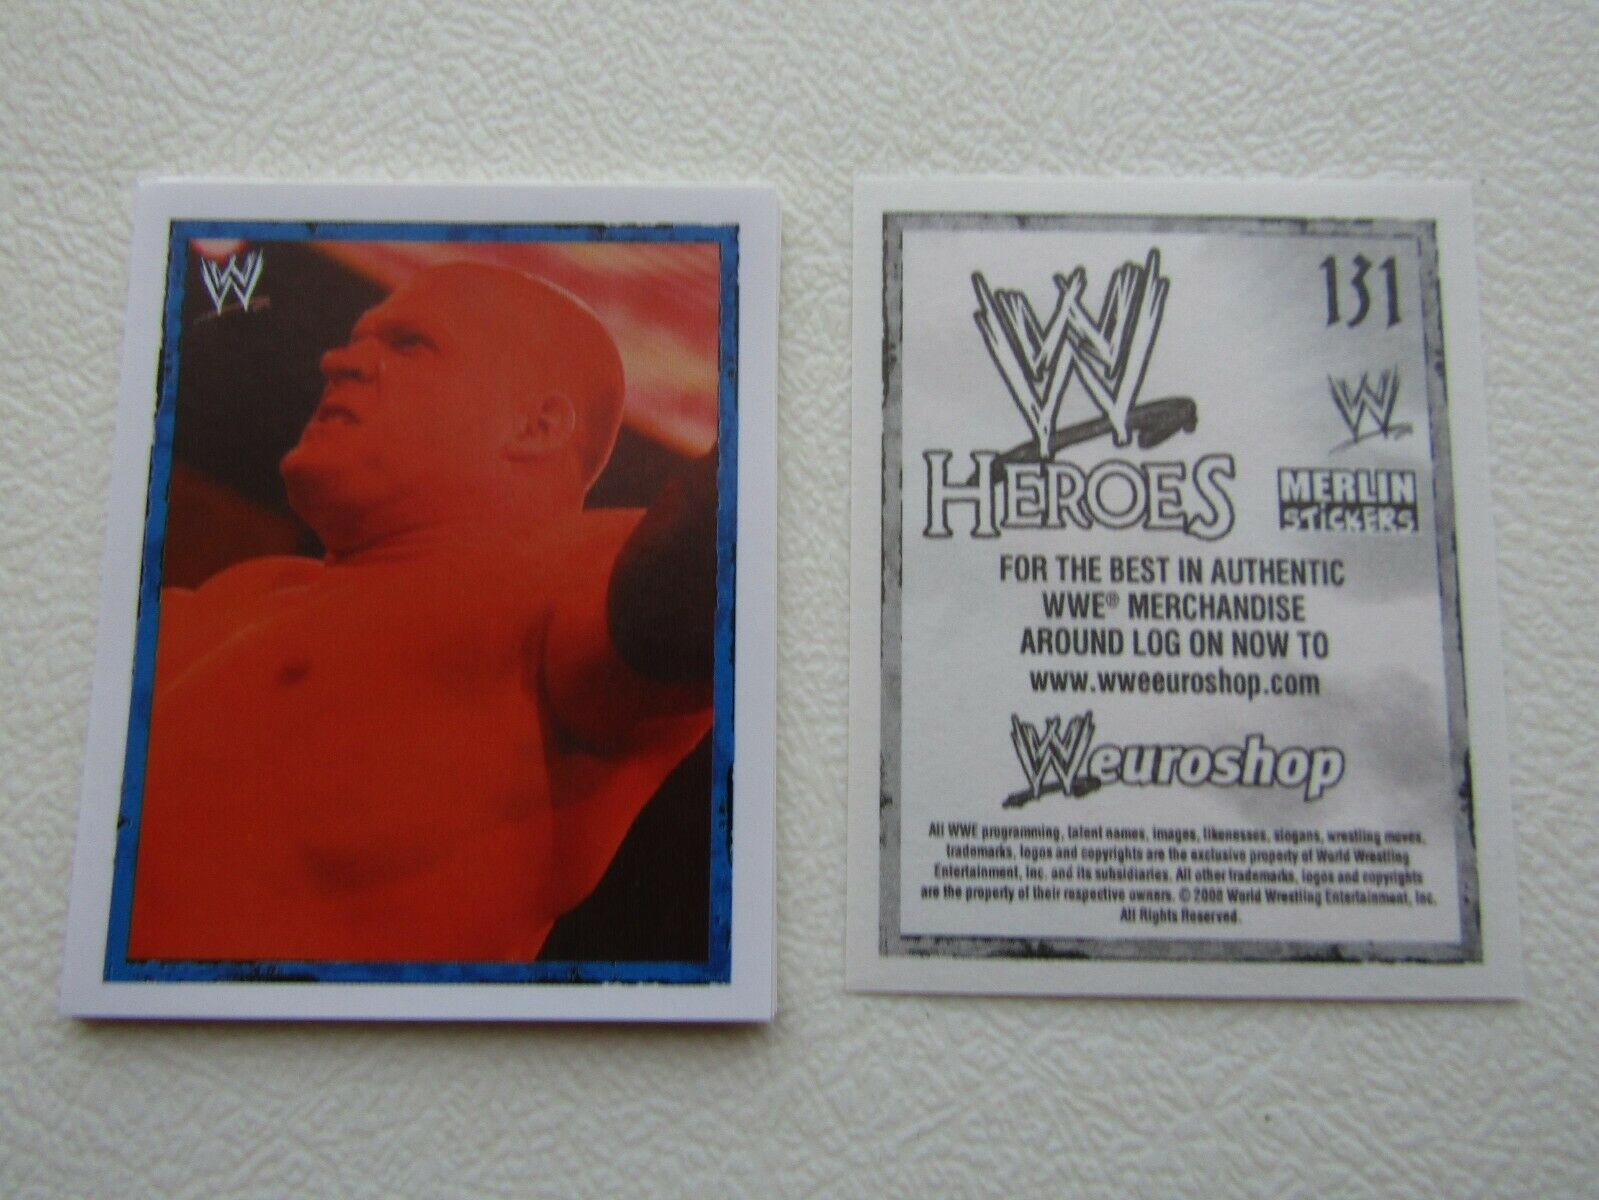 W
131
W
W
HEROES
MERLIN
STICKERS
FOR THE BEST IN AUTHENTIC
WWE® MERCHANDISE
AROUND LOG ON NOW TO
www.wweeuroshop.com
W euroshop
All WWE programming, talent names, images, likenesses, slogans, wrestling moves,
trademarks, logos and copyrights are the exclusive property of World Wrestling
Entertainment, Inc. and its subsidiaries. All other trademarks, logos and copyrights
are the property of their respective owners. © 2008 World Wrestling Entertainment, Inc.
All Rights Reserved.